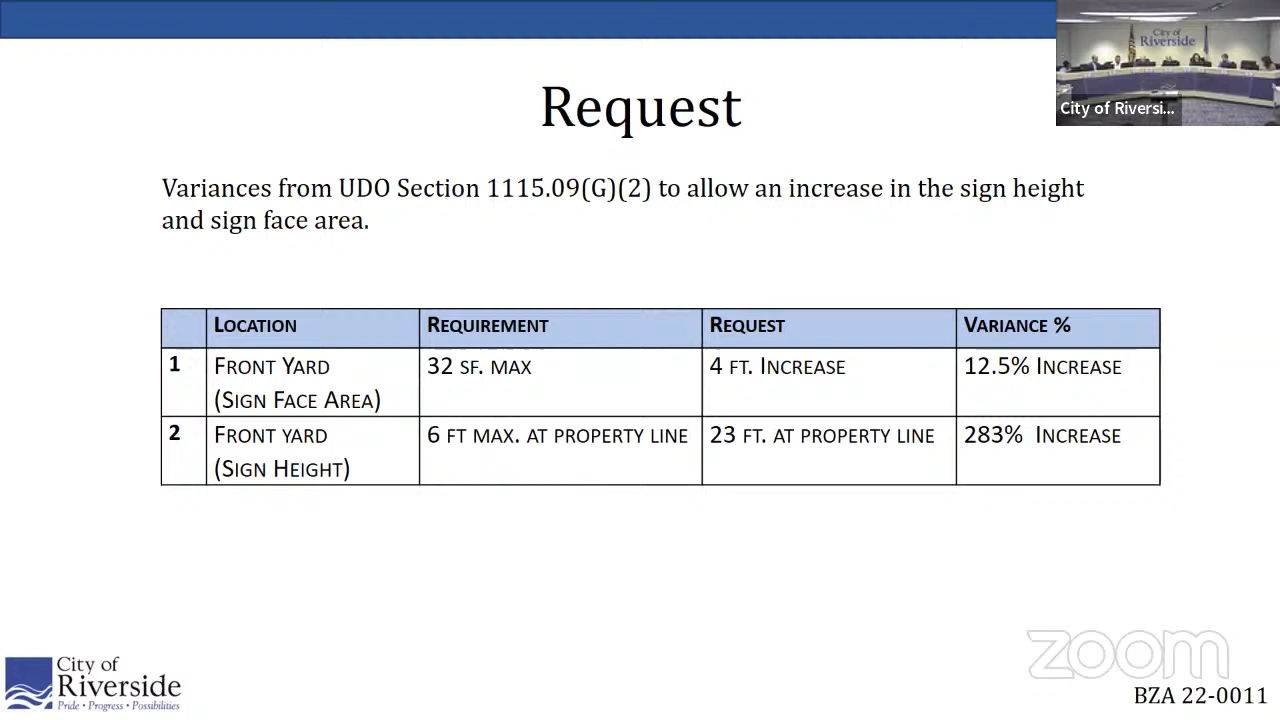 City of
Riverside
City of Riversi...
Request
Variances from UDO Section 1115.09(G)(2) to allow an increase in the sign height
and sign face area.
LOCATION REQUIREMENT REQUEST VARIANCE %
1 FRONT YARD 32 SF. MAX 4 FT. INCREASE 12.5% INCREASE
(SIGN FACE AREA)
2 FRONT YARD 6 FT MAX. AT PROPERTY LINE 23 FT. AT PROPERTY LINE 283% INCREASE
(SIGN HEIGHT)
zoom
City of
Riverside
Pride • Progress • Possibilities
BZA 22-0011